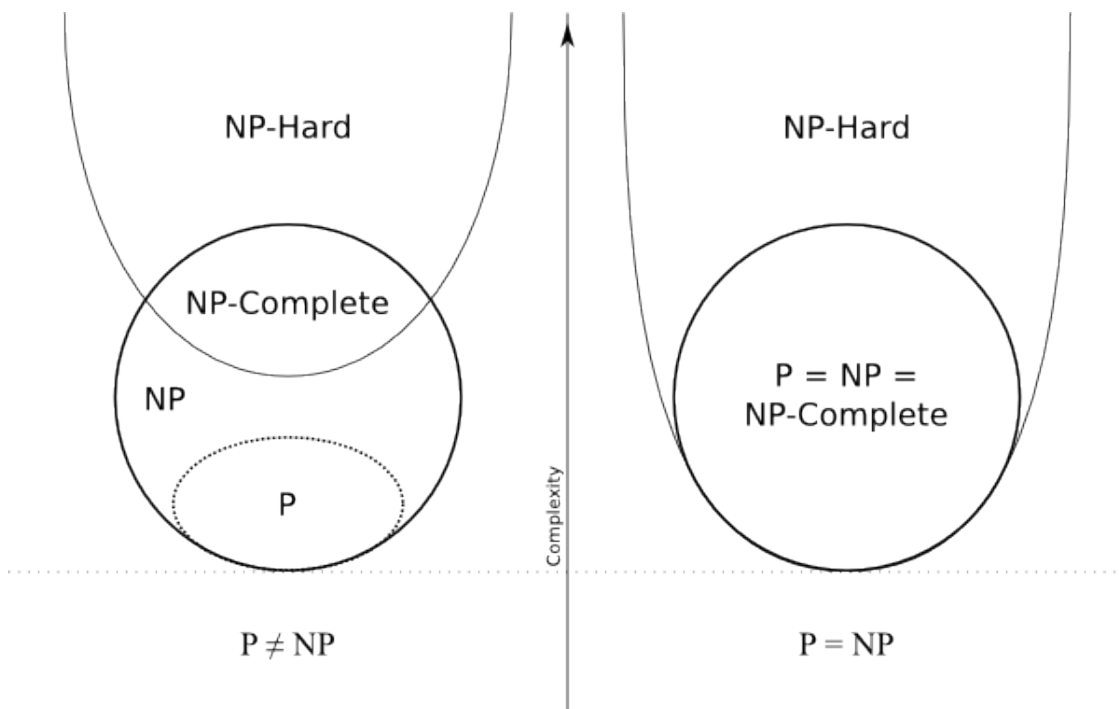 NP-Hard
NP-Complete
NP
P
P ≠ NP
Complexity
NP-Hard
P = NP =
NP-Complete
P = NP